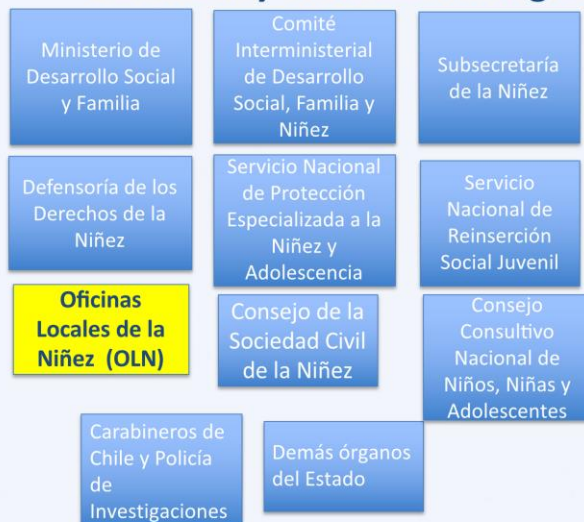 Ministerio de
Desarrollo Social
y Familia
Comité
Interministerial
de Desarrollo
Social, Familia y
Niñez
Subsecretaría
de la Niñez
Defensoría de los
Derechos de la
Niñez
Servicio Nacional
de Protección
Especializada a la
Niñez y
Adolescencia
Servicio
Nacional de
Reinserción
Social Juvenil
Oficinas
Locales de la
Niñez (OLN)
Consejo de la
Sociedad Civil
de la Niñez
Consejo
Consultivo
Nacional de
Niños, Niñas y
Adolescentes
Carabineros de
Chile y Policía
de
Investigaciones
Demás órganos
del Estado